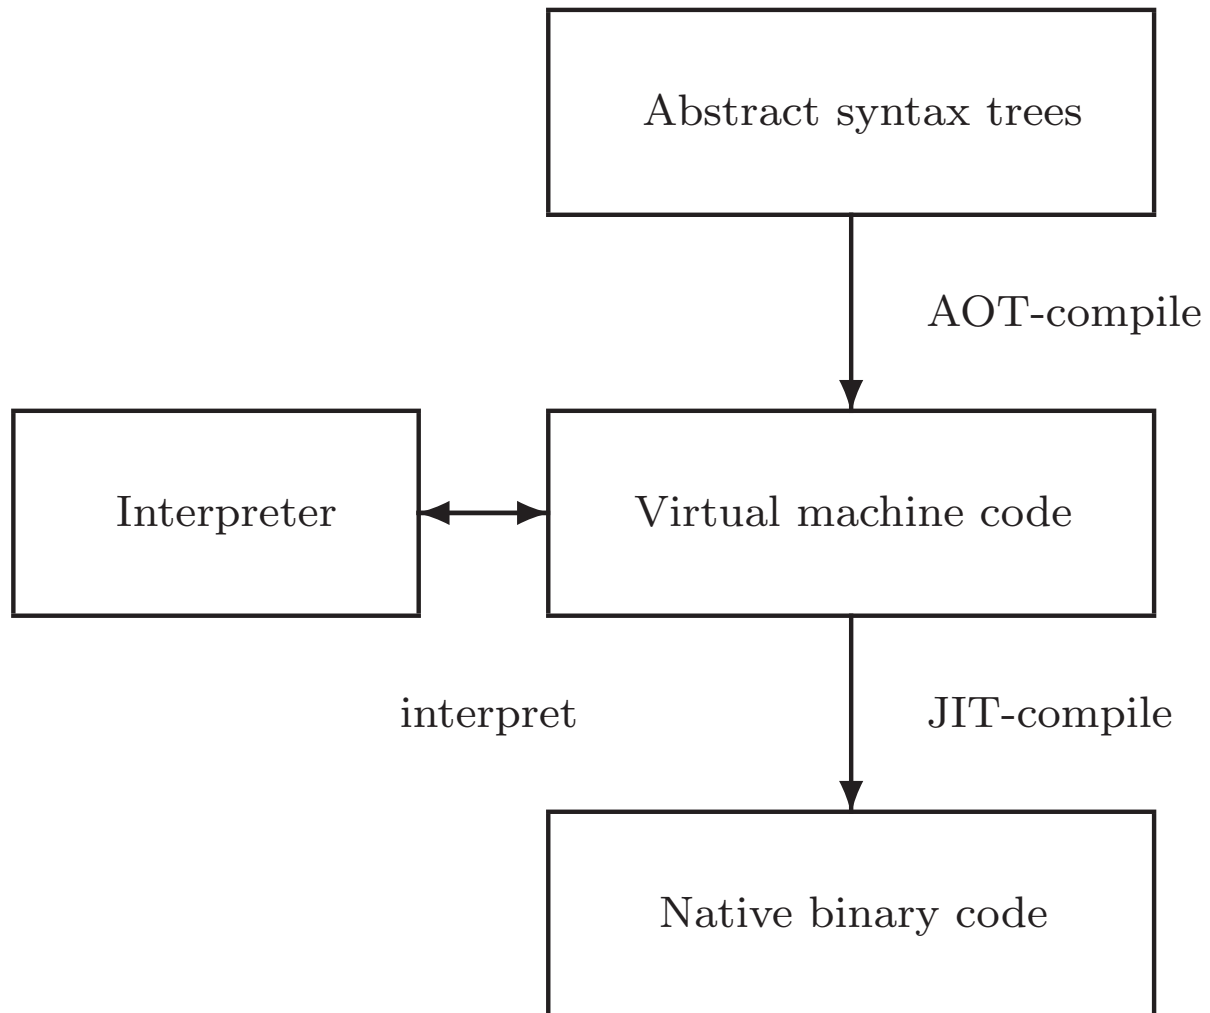 Abstract syntax trees
AOT-compile
Interpreter
Virtual machine code
interpret
JIT-compile
Native binary code